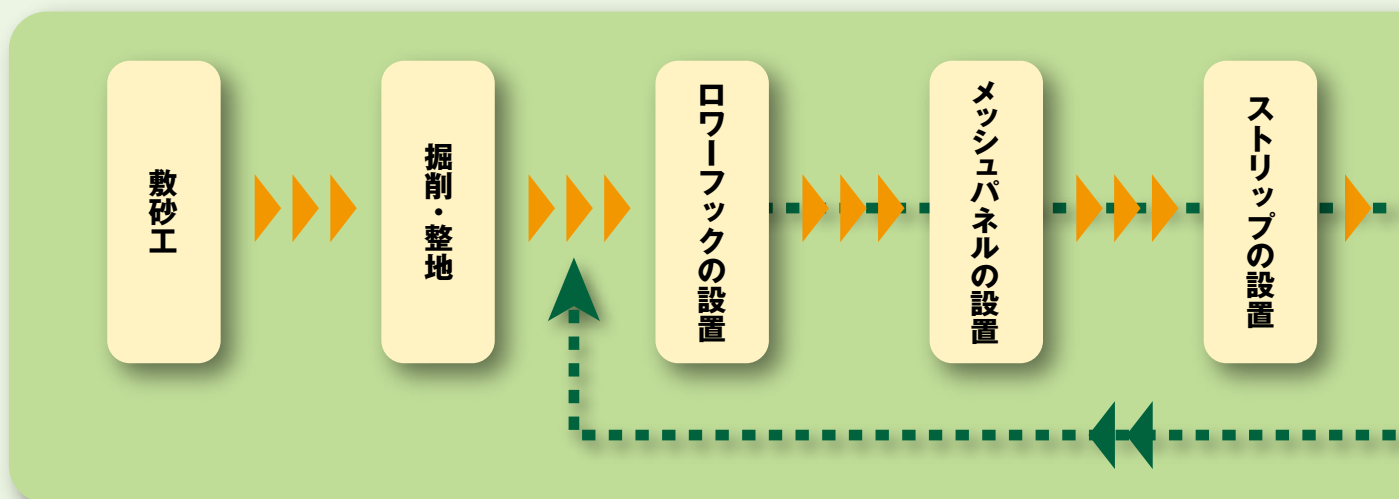 敷砂工
掘削・整地
ロワーフックの設置
メッシュパネルの設置
ストリップの設置